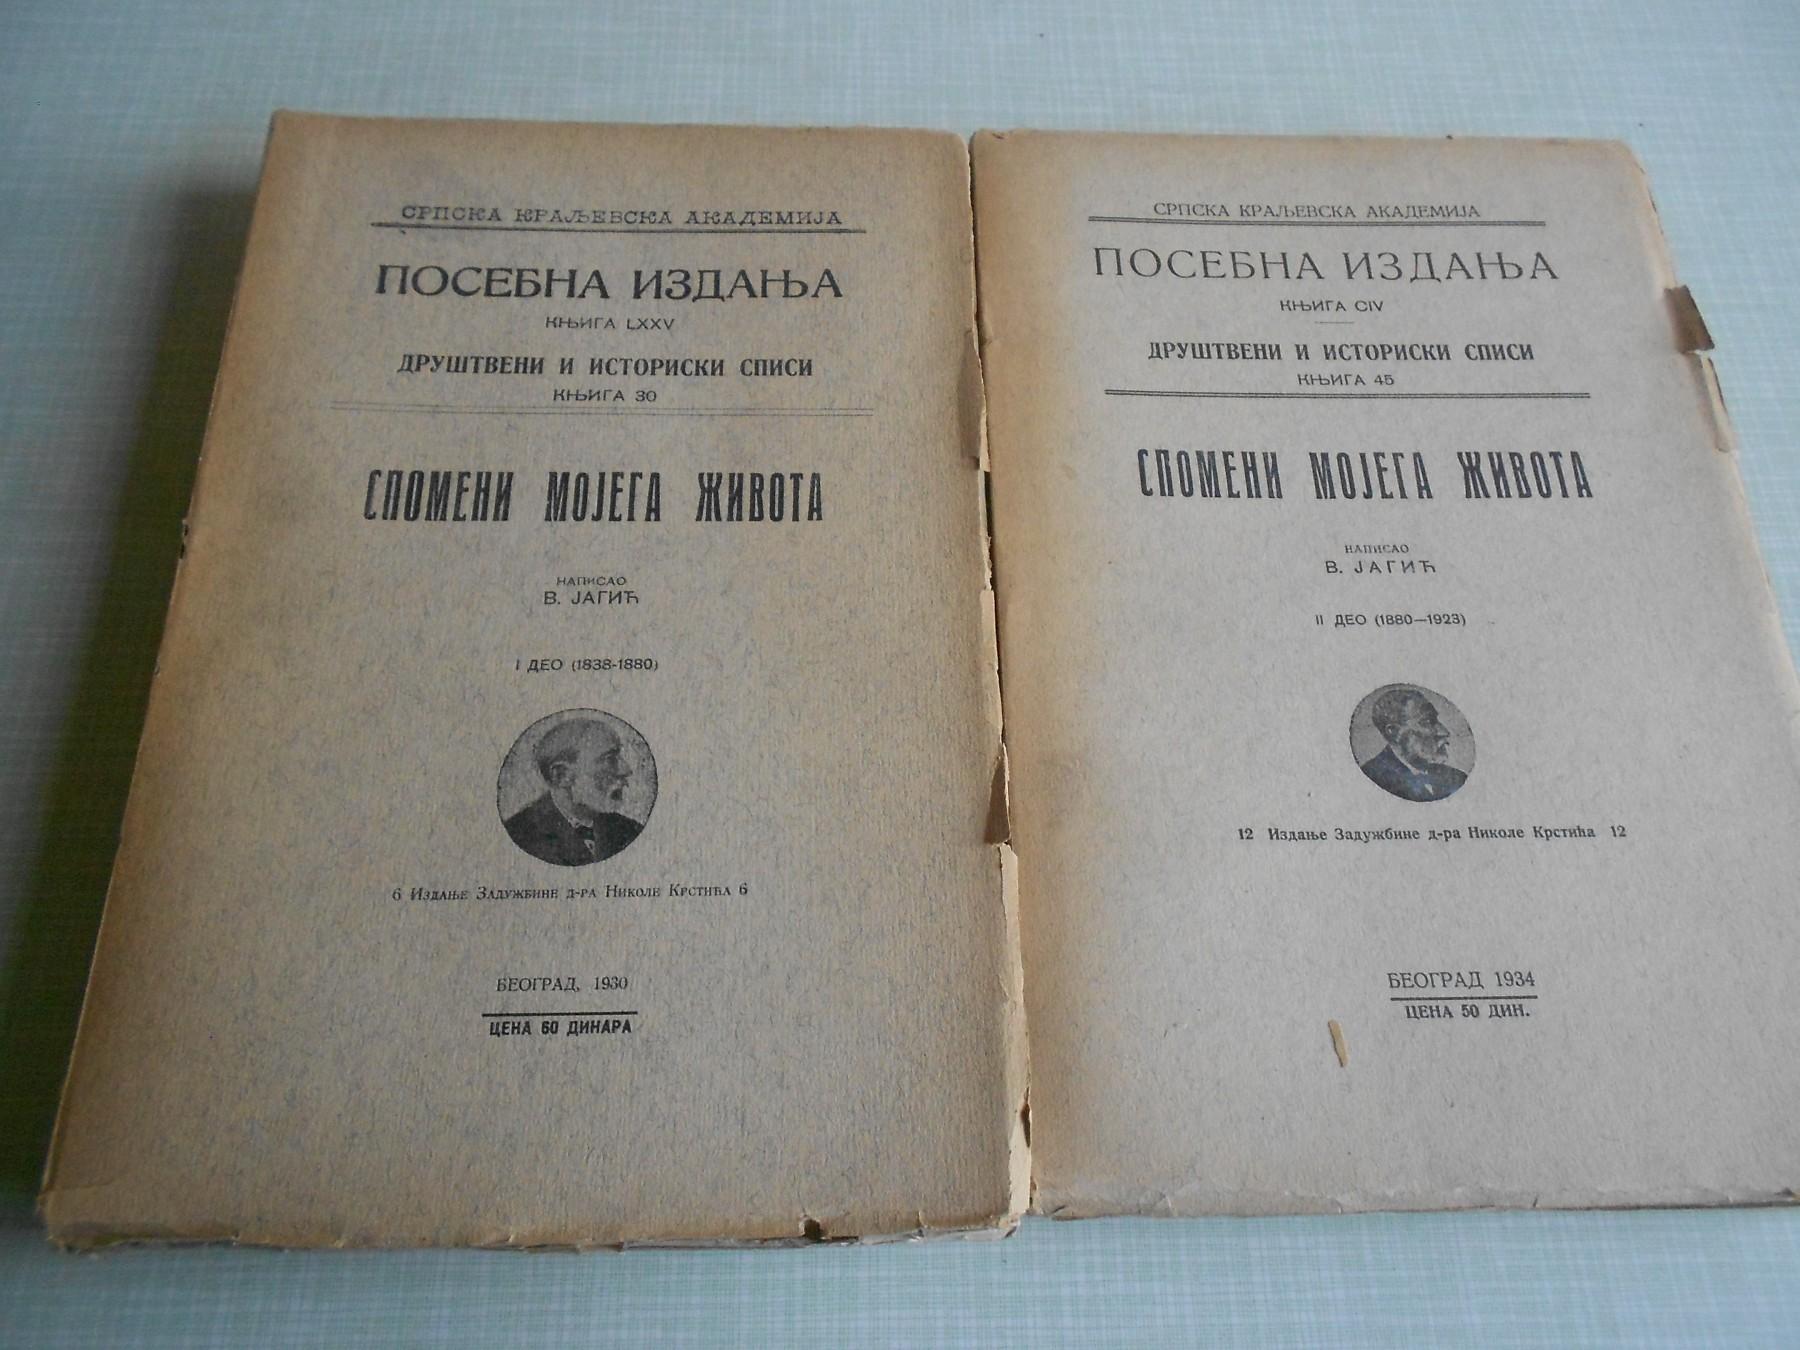 СРПСКА КРАЉЕВСКА АКАДЕМИЈА
ПОСЕБНА ИЗДАЊА
КЊИГА LXXV
ДРУШТВЕНИ И ИСТОРИСКИ СПИСИ
КЊИГА 30
СПОМЕНИ МОЈЕГА ЖИВОТА
НАПИСАО
В. ЈАГИЋ
I ДЕО (1838-1880)
6 Издање Задужбине д-ра Николе Крстића 6
БЕОГРАД, 1930
ЦЕНА 60 ДИНАРА
СРПСКА КРАЉЕВСКА АКАДЕМИЈА
ПОСЕБНА ИЗДАЊА
КЊИГА CIV
ДРУШТВЕНИ И ИСТОРИСКИ СПИСИ
КЊИГА 45
СПОМЕНИ МОЈЕГА ЖИВОТА
НАПИСАО
В. ЈАГИЋ
II ДЕО (1880—1923)
12 Издање Задужбине д-ра Николе Крстића 12
БЕОГРАД 1934
ЦЕНА 50 ДИН.